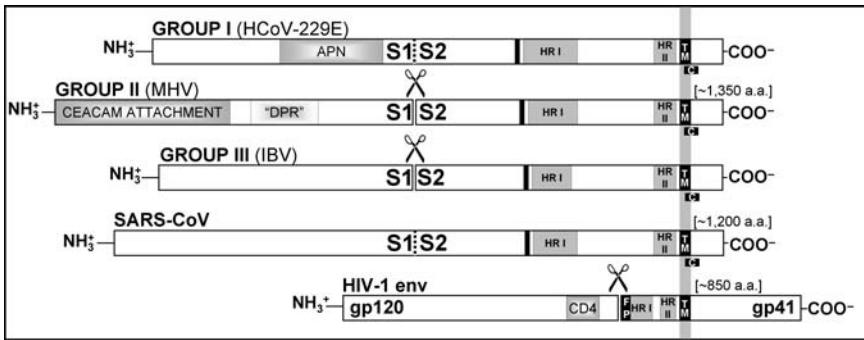 GROUP I (HCoV-229E)
NH₃⁺ APN S1 S2 HR I HR II TM COO⁻
C
GROUP II (MHV) [~1,350 a.a.]
NH₃⁺ CEACAM ATTACHMENT "DPR" S1 S2 HR I HR II TM COO⁻
C
GROUP III (IBV)
NH₃⁺ S1 S2 HR I HR II TM COO⁻
C
SARS-CoV [~1,200 a.a.]
NH₃⁺ S1 S2 HR I HR II TM COO⁻
C
HIV-1 env [~850 a.a.]
NH₃⁺ gp120 CD4 FP HR I HR II TM gp41 COO⁻